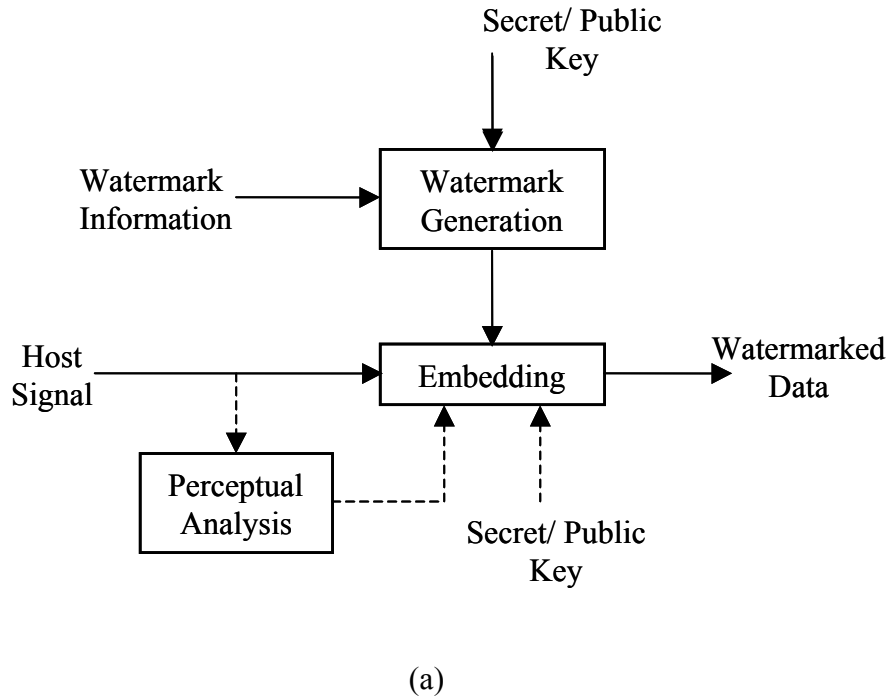 Secret/ Public
Key
Watermark
Information
Watermark
Generation
Host
Signal
Embedding
Watermarked
Data
Perceptual
Analysis
Secret/ Public
Key
(a)